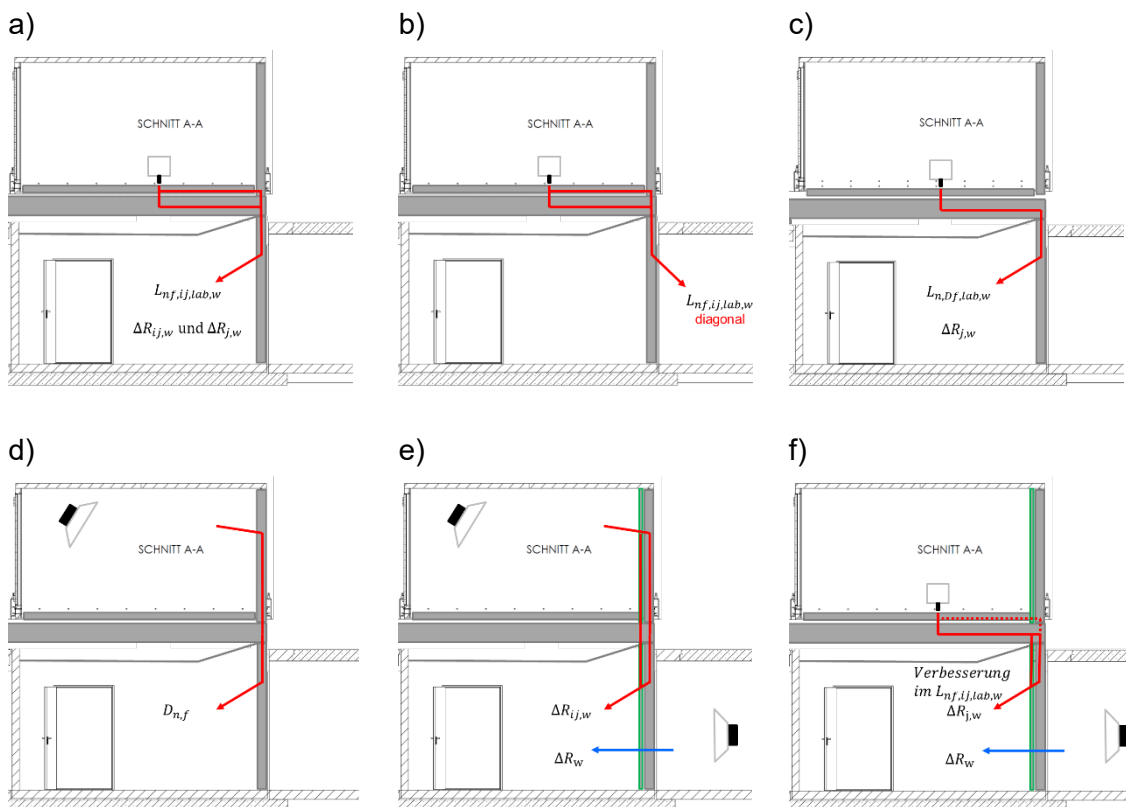 a)
SCHNITT A-A
L_{nf,ij,lab,w}
ΔR_{ij,w} und ΔR_{j,w}
b)
SCHNITT A-A
L_{nf,ij,lab,w}
diagonal
c)
SCHNITT A-A
L_{n,Df,lab,w}
ΔR_{j,w}
d)
SCHNITT A-A
D_{n,f}
e)
SCHNITT A-A
ΔR_{ij,w}
ΔR_w
f)
SCHNITT A-A
Verbesserung
im L_{nf,ij,lab,w}
ΔR_{j,w}
ΔR_w